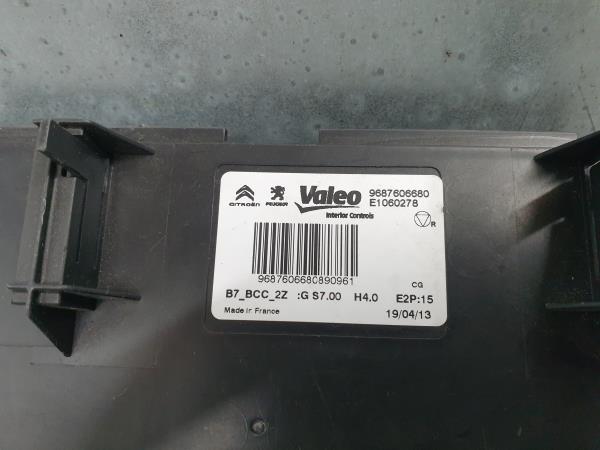 CITROËN PEUGEOT Valeo 9687606680
E1060278
Interior Controls
R
9687606680890961
CG
B7_BCC_2Z :G S7.00 H4.0 E2P:15
Made in France 19/04/13